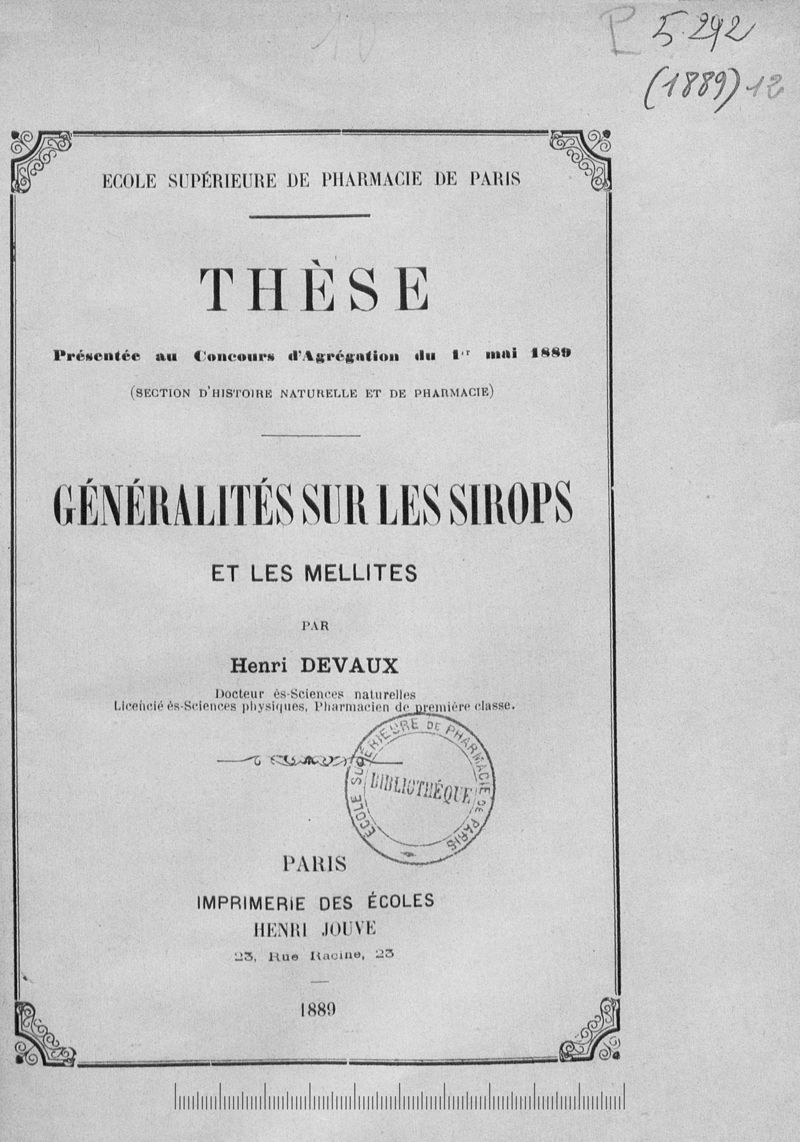 P 5.292
(1889) 12
10
ECOLE SUPÉRIEURE DE PHARMACIE DE PARIS
THÈSE
Présentée au Concours d'Agrégation du 1er mai 1889
(SECTION D'HISTOIRE NATURELLE ET DE PHARMACIE)
GÉNÉRALITÉS SUR LES SIROPS
ET LES MELLITES
PAR
Henri DEVAUX
Docteur ès-Sciences naturelles
Licencié ès-Sciences physiques, Pharmacien de première classe.
ECOLE SUPÉRIEURE DE PHARMACIE DE PARIS
BIBLIOTHÉQUE
PARIS
IMPRIMERIE DES ÉCOLES
HENRI JOUVE
23, Rue Racine, 23
1889